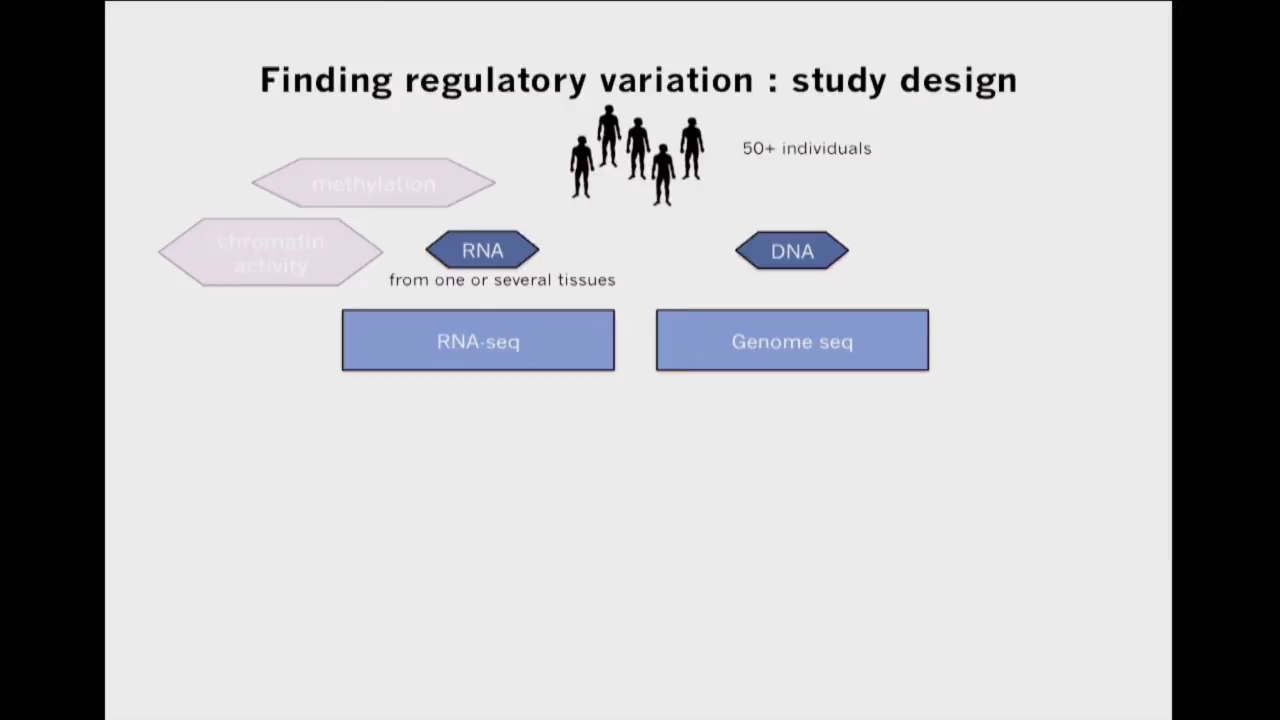 Finding regulatory variation : study design
50+ individuals
methylation
chromatin
activity
RNA
DNA
from one or several tissues
RNA-seq
Genome seq